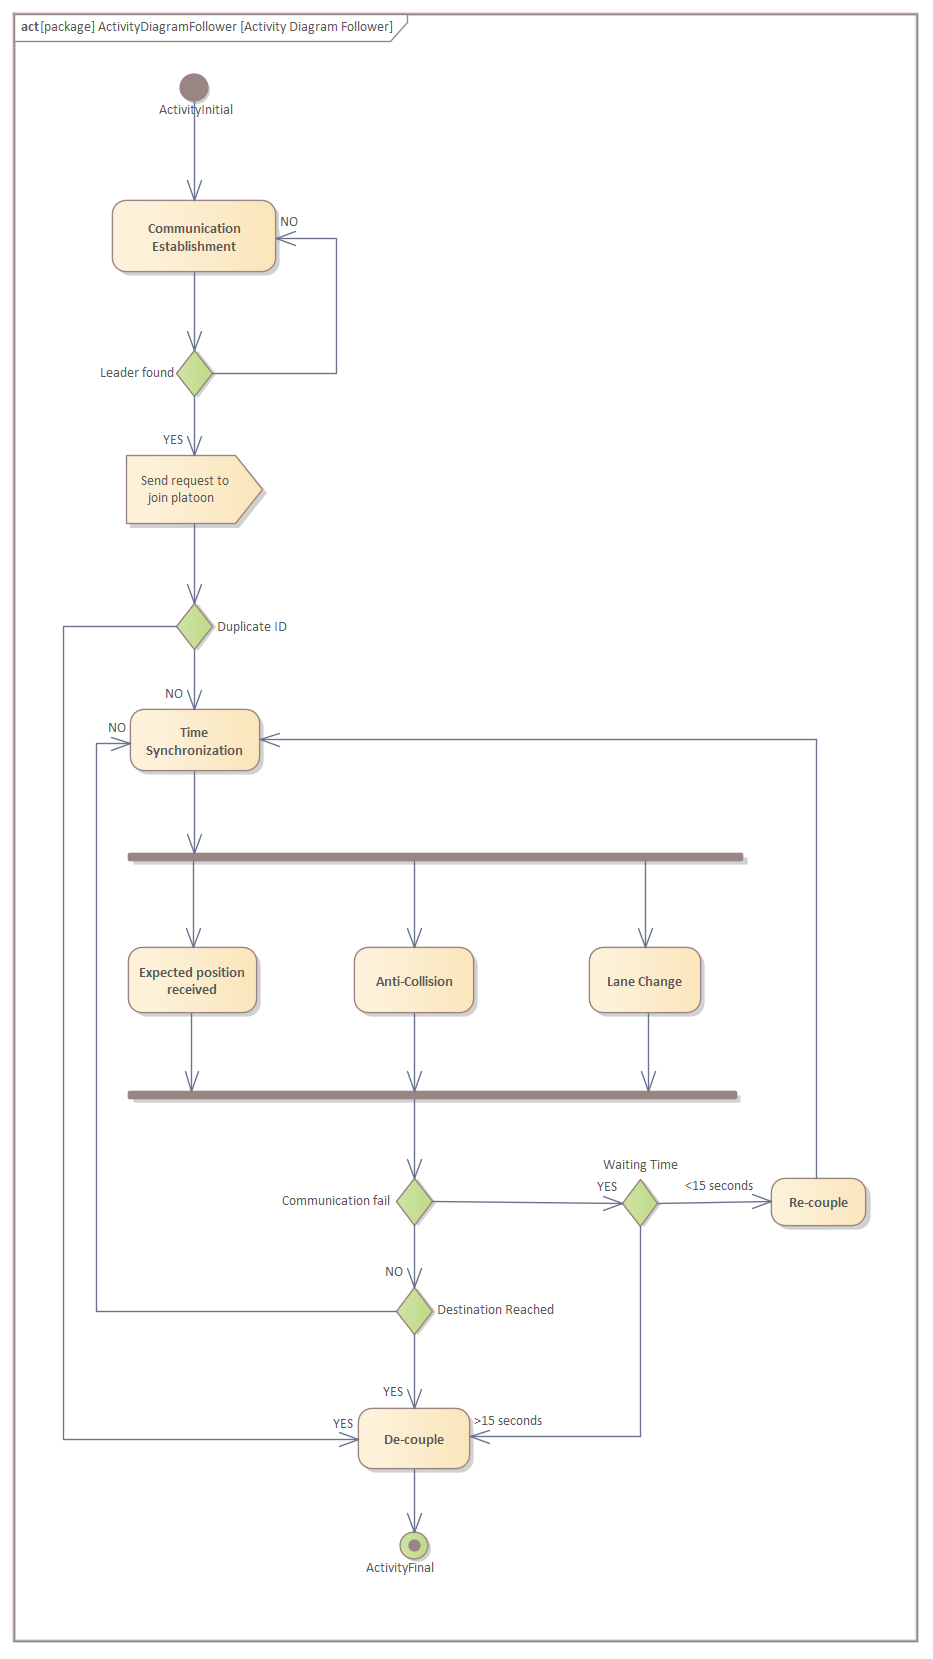 act[package] ActivityDiagramFollower [Activity Diagram Follower]
ActivityInitial
Communication
Establishment
NO
Leader found
YES
Send request to
join platoon
Duplicate ID
NO
NO
Time
Synchronization
Expected position
received
Anti-Collision
Lane Change
Waiting Time
Communication fail
YES
<15 seconds
Re-couple
NO
Destination Reached
YES
YES
>15 seconds
De-couple
ActivityFinal